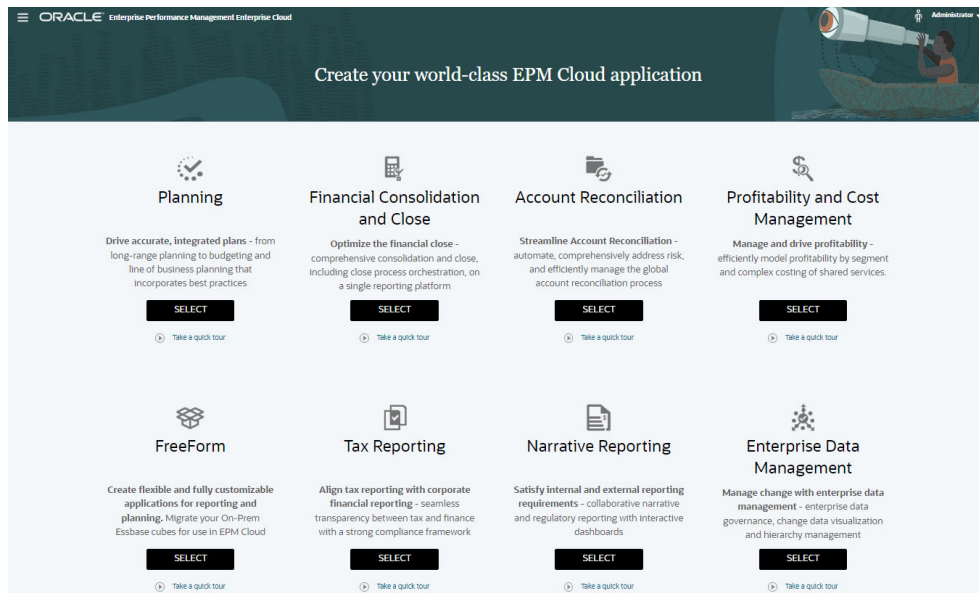 ORACLE Enterprise Performance Management Enterprise Cloud
Administrator
Create your world-class EPM Cloud application
Planning
Drive accurate, integrated plans - from
long-range planning to budgeting and
line of business planning that
incorporates best practices
SELECT
Take a quick tour
Financial Consolidation
and Close
Optimize the financial close -
comprehensive consolidation and close,
including close process orchestration, on
a single reporting platform
SELECT
Take a quick tour
Account Reconciliation
Streamline Account Reconciliation -
automate, comprehensively address risk,
and efficiently manage the global
account reconciliation process
SELECT
Take a quick tour
Profitability and Cost
Management
Manage and drive profitability -
efficiently model profitability by segment
and complex costing of shared services.
SELECT
Take a quick tour
FreeForm
Create flexible and fully customizable
applications for reporting and
planning. Migrate your On-Prem
Essbase cubes for use in EPM Cloud
SELECT
Take a quick tour
Tax Reporting
Align tax reporting with corporate
financial reporting - seamless
transparency between tax and finance
with a strong compliance framework
SELECT
Take a quick tour
Narrative Reporting
Satisfy internal and external reporting
requirements - collaborative narrative
and regulatory reporting with interactive
dashboards
SELECT
Take a quick tour
Enterprise Data
Management
Manage change with enterprise data
management - enterprise data
governance, change data visualization
and hierarchy management
SELECT
Take a quick tour